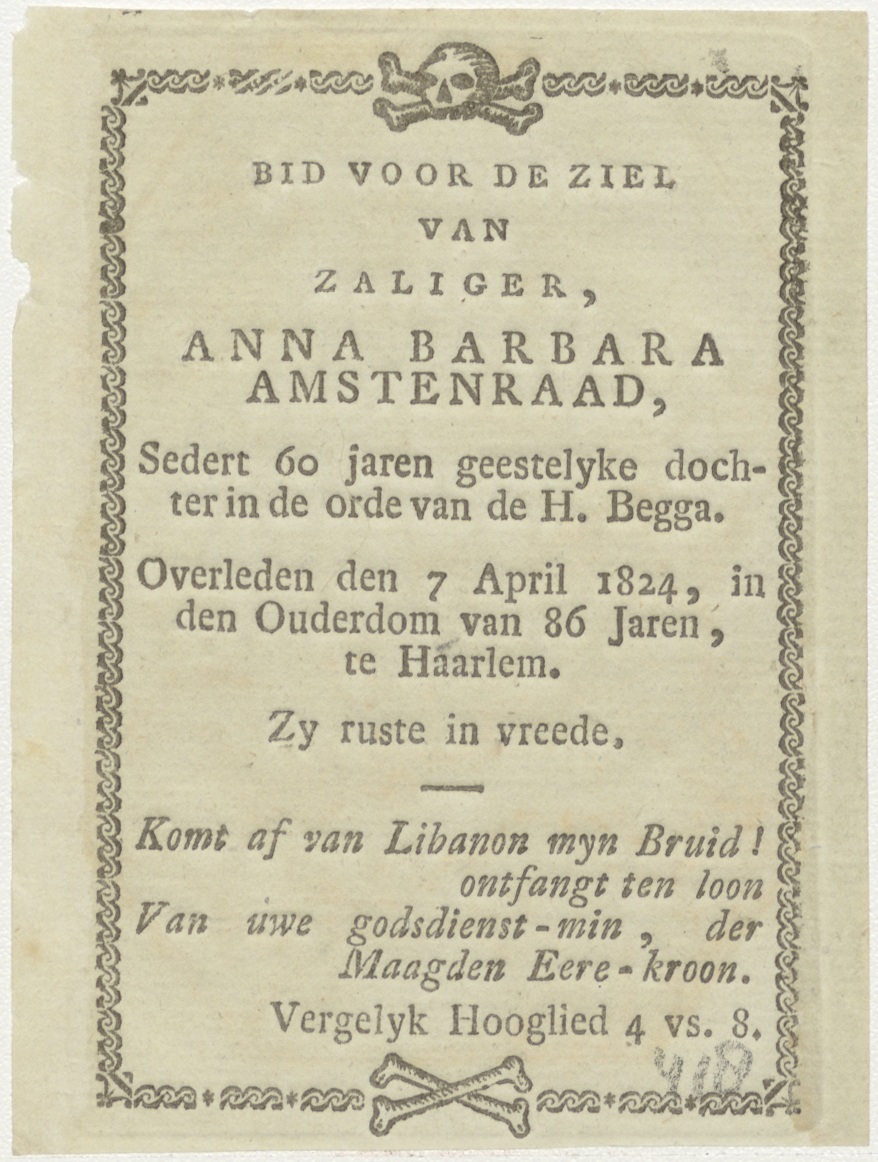 BID VOOR DE ZIEL
VAN
ZALIGER,
ANNA BARBARA
AMSTENRAAD,
Sedert 60 jaren geestelyke doch-
ter in de orde van de H. Begga.
Overleden den 7 April 1824, in
den Ouderdom van 86 Jaren,
te Haarlem.
Zy ruste in vreede.
Komt af van Libanon myn Bruid!
ontfangt ten loon
Van uwe godsdienst-min, der
Maagden Eere-kroon.
Vergelyk Hooglied 4 vs. 8.
418